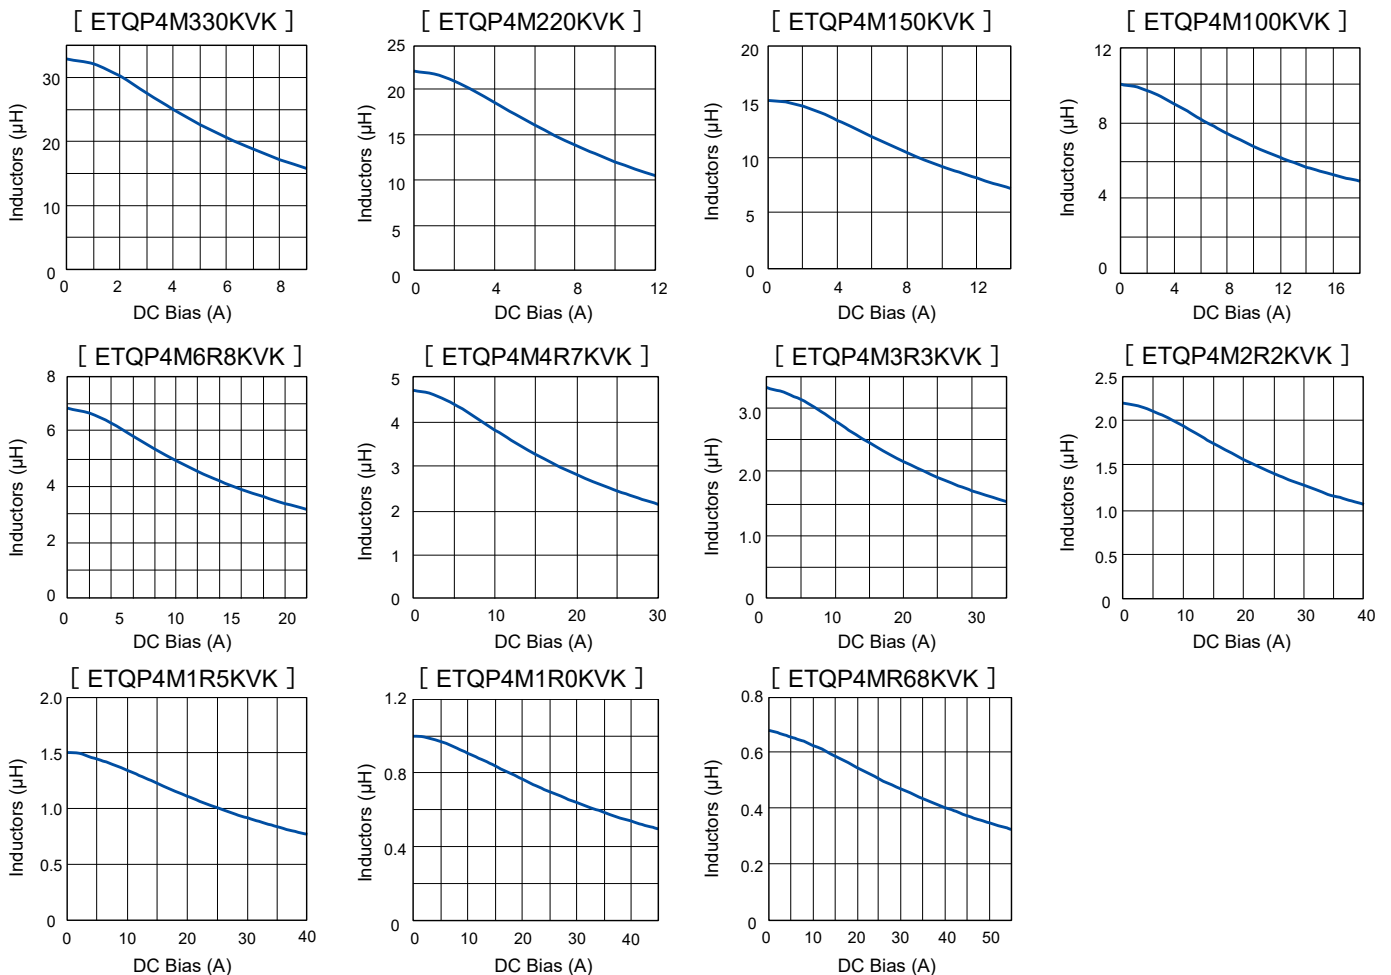 [ ETQP4M330KVK ]
Inductors (µH)
30
20
10
0
0 2 4 6 8
DC Bias (A)
[ ETQP4M220KVK ]
Inductors (µH)
25
20
15
10
5
0
0 4 8 12
DC Bias (A)
[ ETQP4M150KVK ]
Inductors (µH)
20
15
10
5
0
0 4 8 12
DC Bias (A)
[ ETQP4M100KVK ]
Inductors (µH)
12
8
4
0
0 4 8 12 16
DC Bias (A)
[ ETQP4M6R8KVK ]
Inductors (µH)
8
6
4
2
0
0 5 10 15 20
DC Bias (A)
[ ETQP4M4R7KVK ]
Inductors (µH)
5
4
3
2
1
0
0 10 20 30
DC Bias (A)
[ ETQP4M3R3KVK ]
Inductors (µH)
3.0
2.0
1.0
0
0 10 20 30
DC Bias (A)
[ ETQP4M2R2KVK ]
Inductors (µH)
2.5
2.0
1.5
1.0
0.5
0
0 10 20 30 40
DC Bias (A)
[ ETQP4M1R5KVK ]
Inductors (µH)
2.0
1.5
1.0
0.5
0
0 10 20 30 40
DC Bias (A)
[ ETQP4M1R0KVK ]
Inductors (µH)
1.2
0.8
0.4
0
0 10 20 30 40
DC Bias (A)
[ ETQP4MR68KVK ]
Inductors (µH)
0.8
0.6
0.4
0.2
0
0 10 20 30 40 50
DC Bias (A)